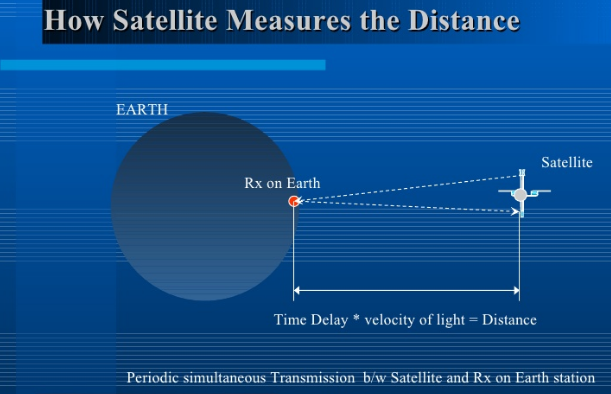 How Satellite Measures the Distance
EARTH
Satellite
Rx on Earth
Time Delay * velocity of light = Distance
Periodic simultaneous Transmission b/w Satellite and Rx on Earth station